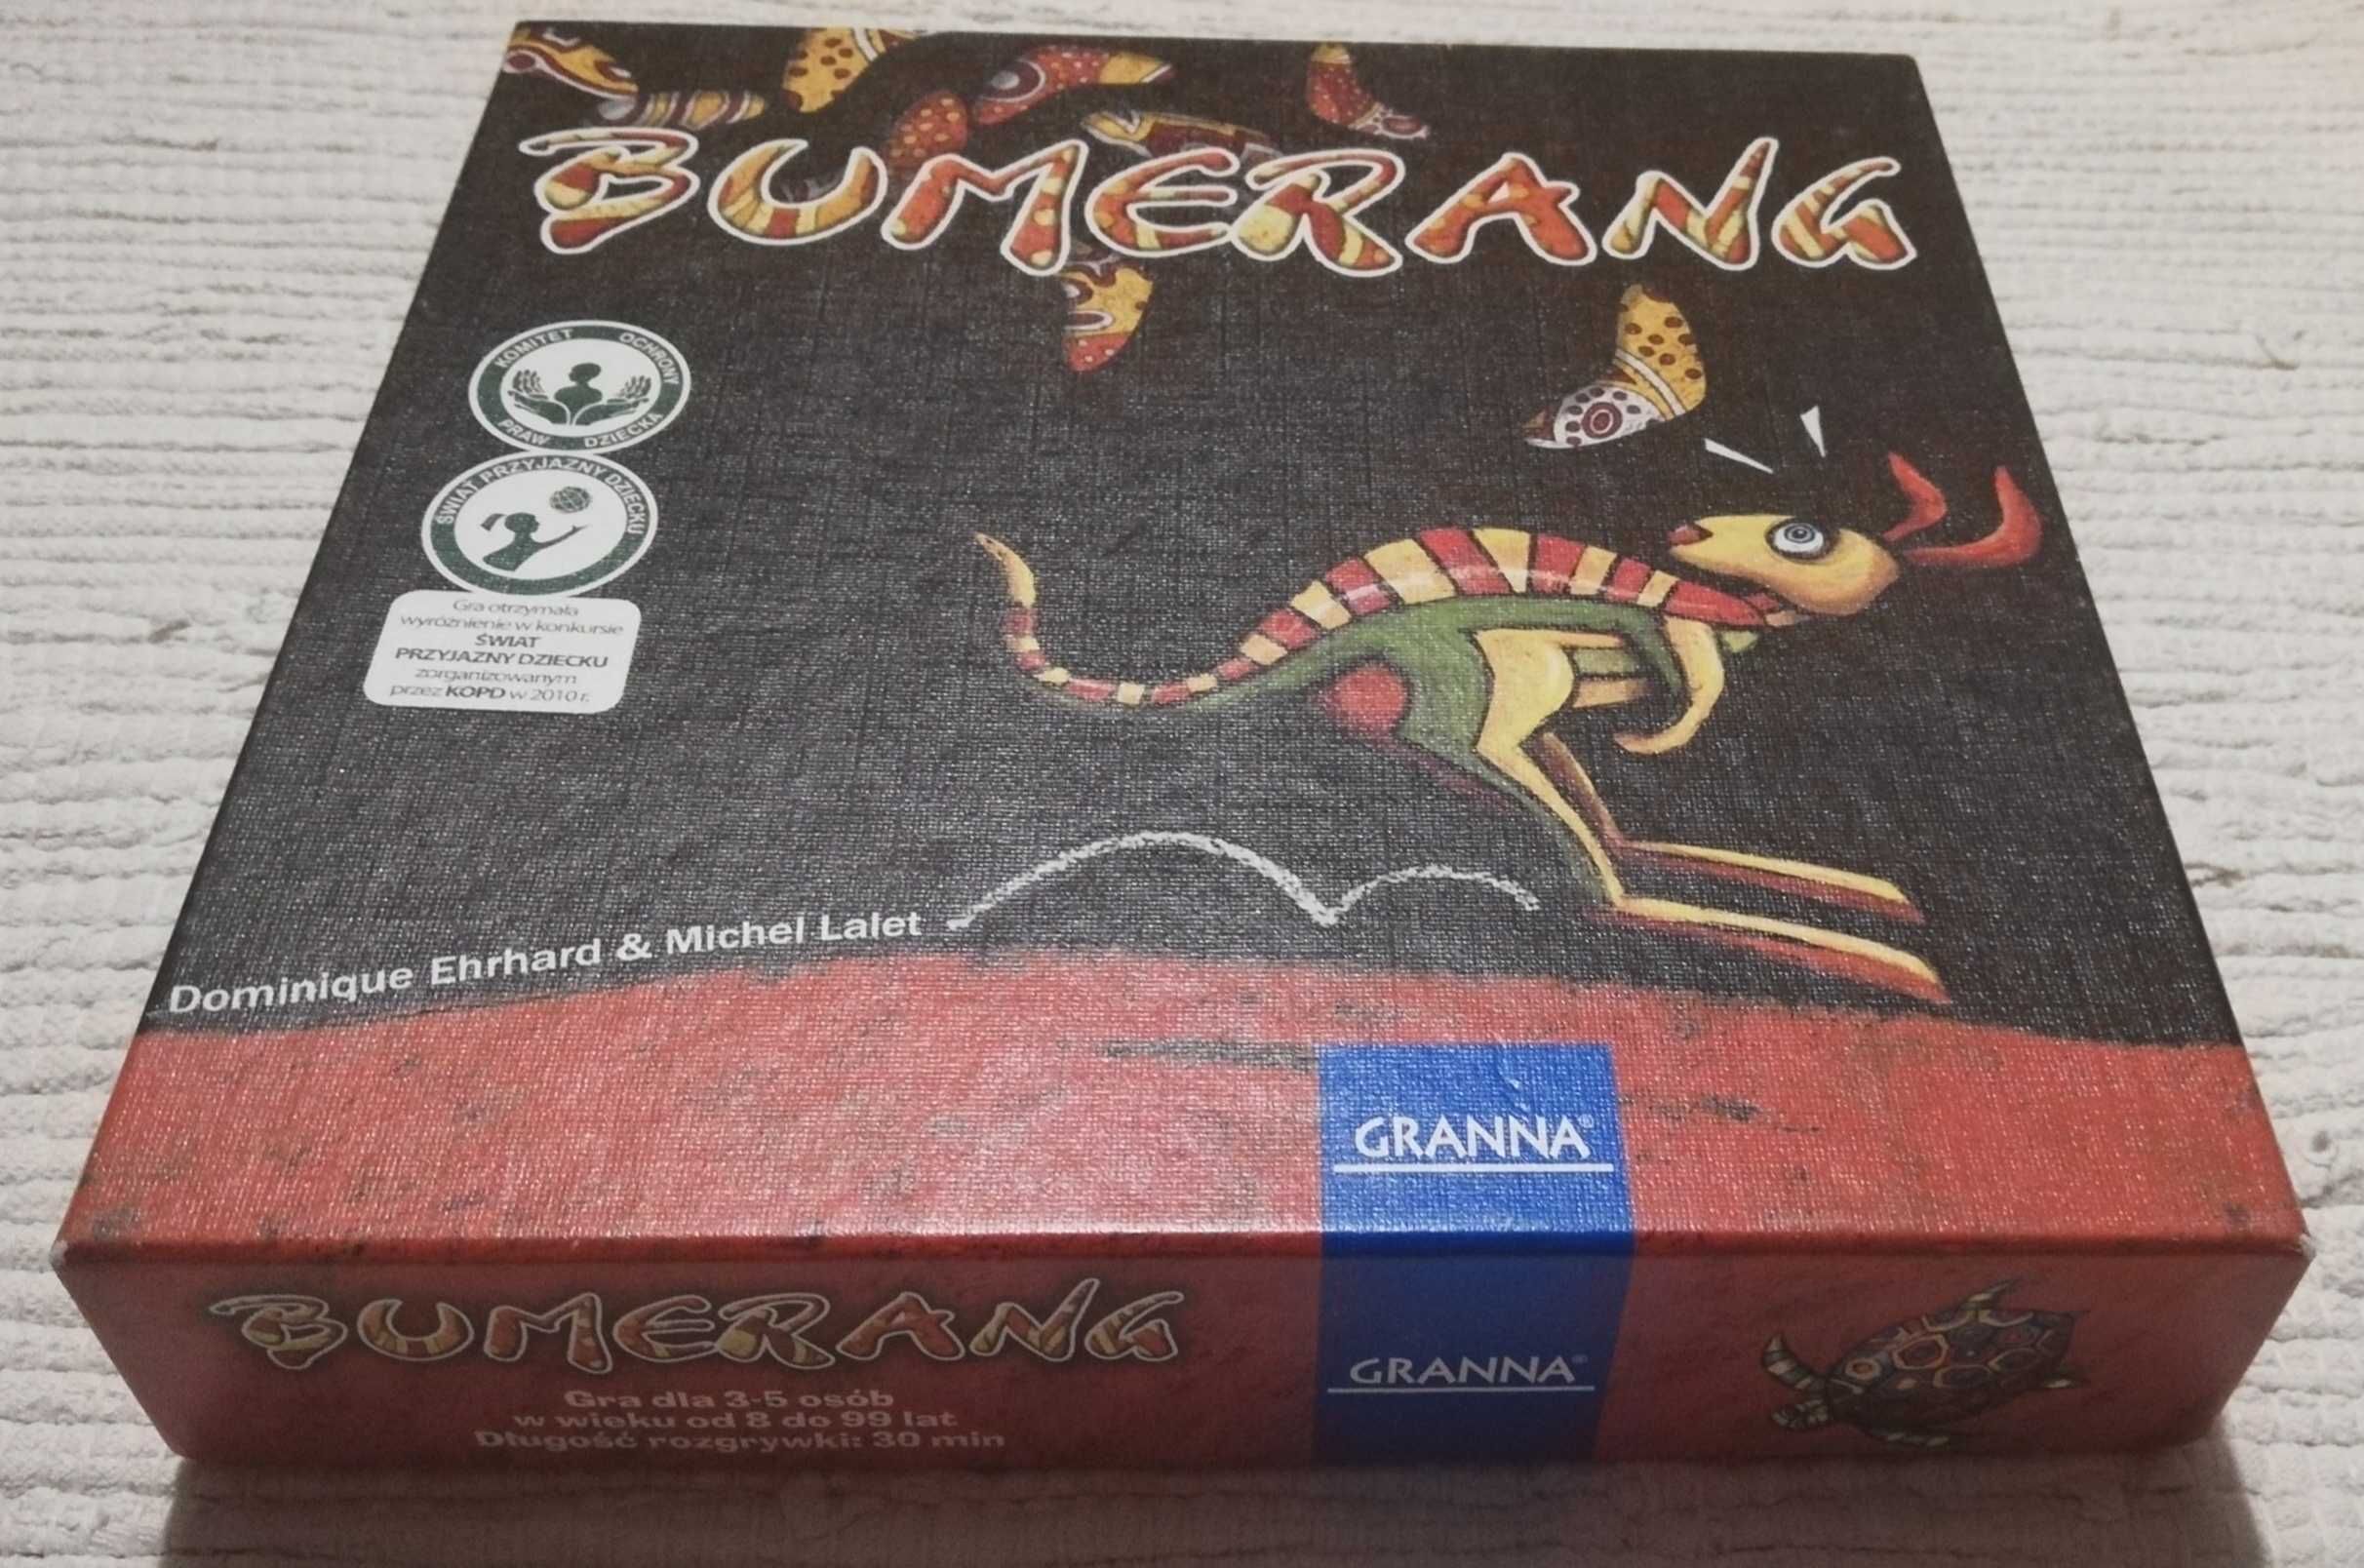 BUMERANG
KOMITET OCHRONY
PRAW DZIECKA
ŚWIAT PRZYJAZNY DZIECKU
Gra otrzymała
wyróżnienie w konkursie
ŚWIAT
PRZYJAZNY DZIECKU
zorganizowanym
przez KOPD w 2010 r.
Dominique Ehrhard & Michel Lalet
GRANNA®
BUMERANG
Gra dla 3-5 osób
w wieku od 8 do 99 lat
Długość rozgrywki: 30 min
GRANNA®